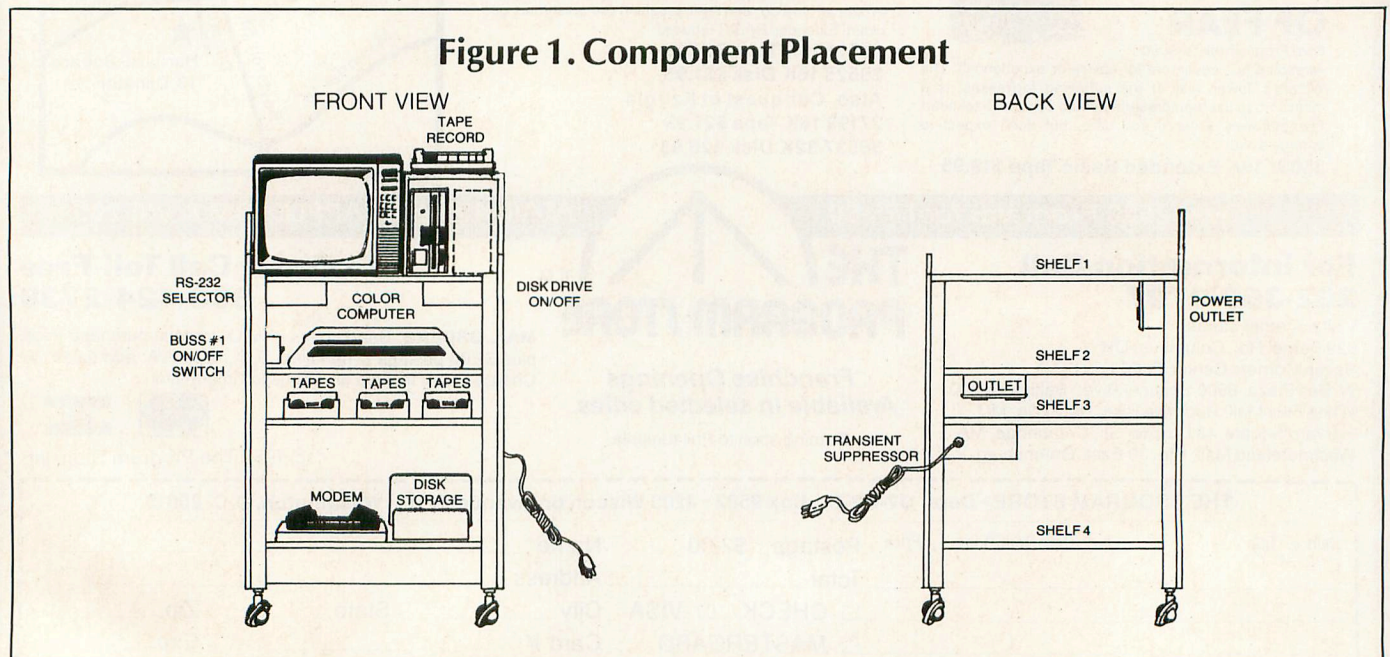 Figure 1. Component Placement
FRONT VIEW
TAPE
RECORD
RS-232
SELECTOR
COLOR
COMPUTER
DISK DRIVE
ON/OFF
BUSS #1
ON/OFF
SWITCH
TAPES TAPES TAPES
MODEM
DISK
STORAGE
BACK VIEW
SHELF 1
POWER
OUTLET
SHELF 2
OUTLET
SHELF 3
TRANSIENT
SUPPRESSOR
SHELF 4